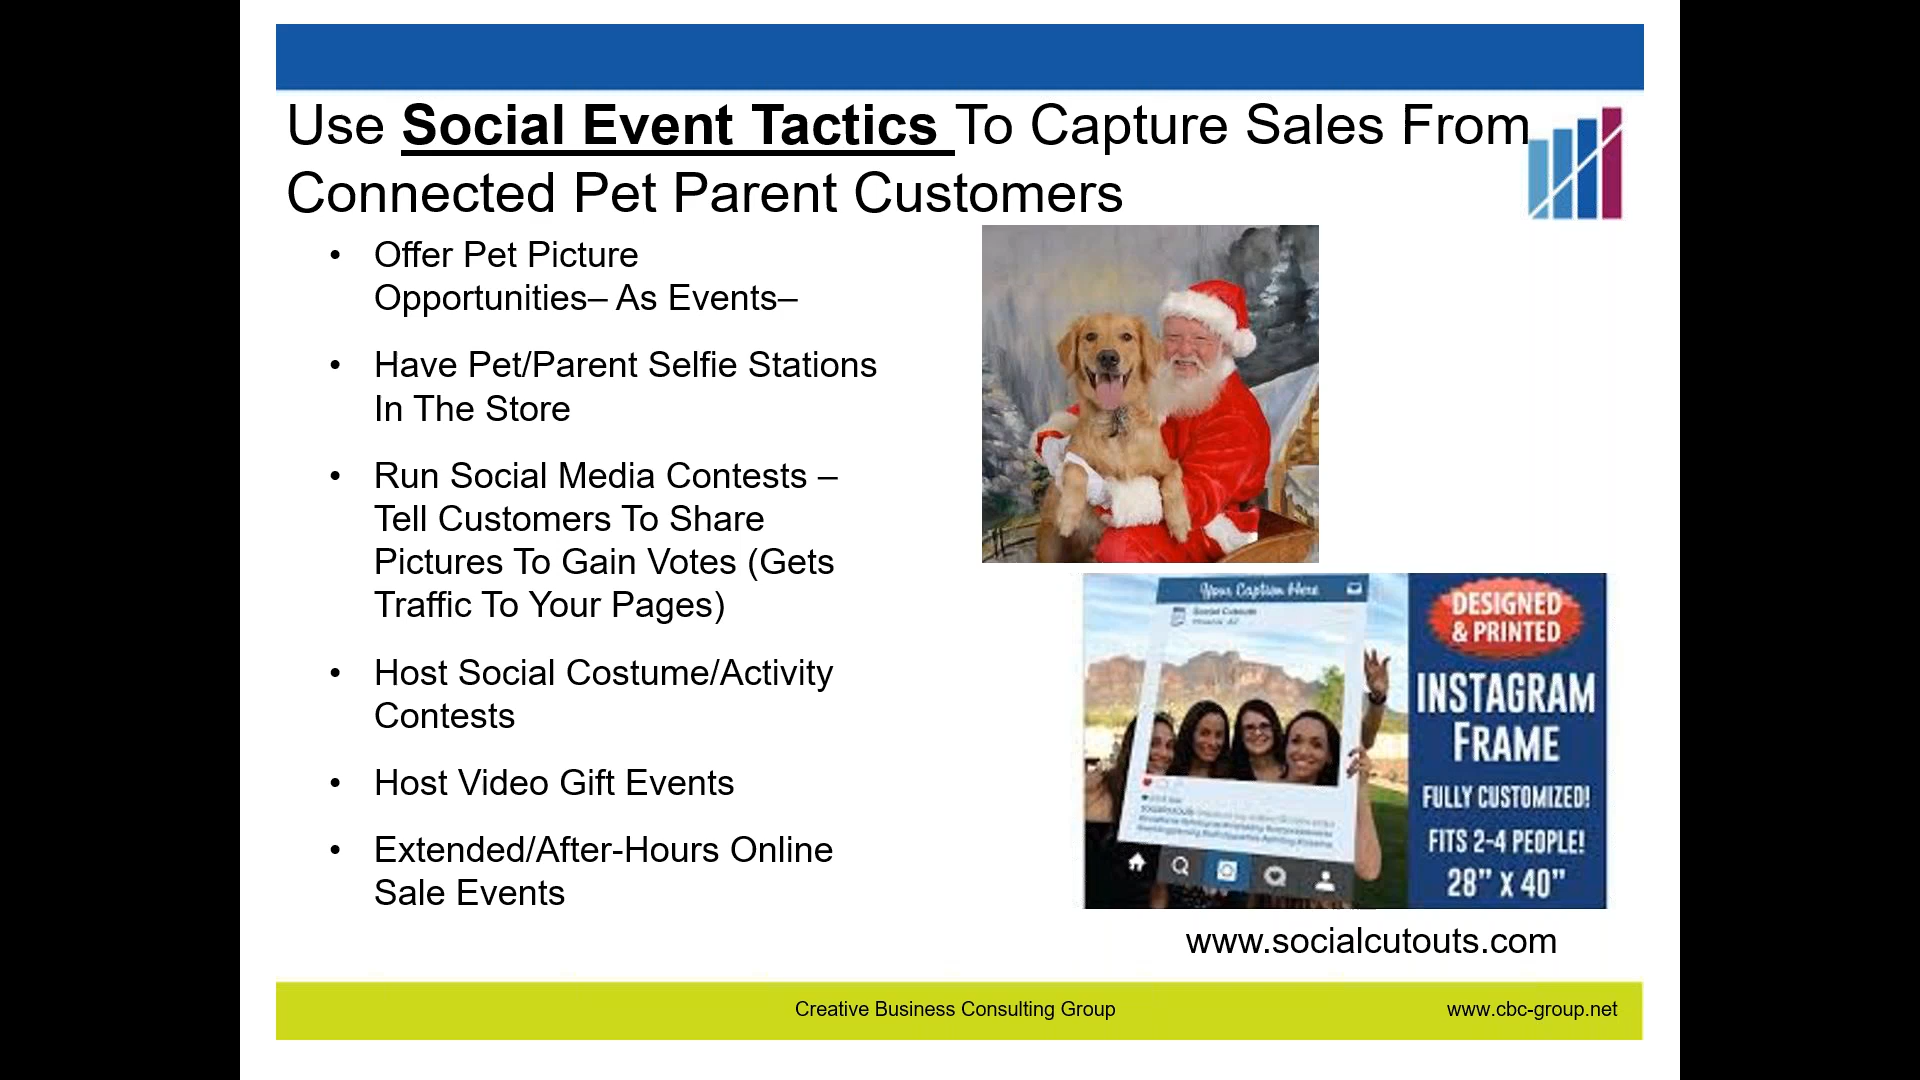 Use Social Event Tactics To Capture Sales From
Connected Pet Parent Customers
• Offer Pet Picture
Opportunities– As Events–
• Have Pet/Parent Selfie Stations
In The Store
• Run Social Media Contests –
Tell Customers To Share
Pictures To Gain Votes (Gets
Traffic To Your Pages)
• Host Social Costume/Activity
Contests
• Host Video Gift Events
• Extended/After-Hours Online
Sale Events
Your Caption Here
Social Cutouts
DESIGNED
& PRINTED
INSTAGRAM
FRAME
FULLY CUSTOMIZED!
FITS 2-4 PEOPLE!
28” X 40”
www.socialcutouts.com
Creative Business Consulting Group
www.cbc-group.net